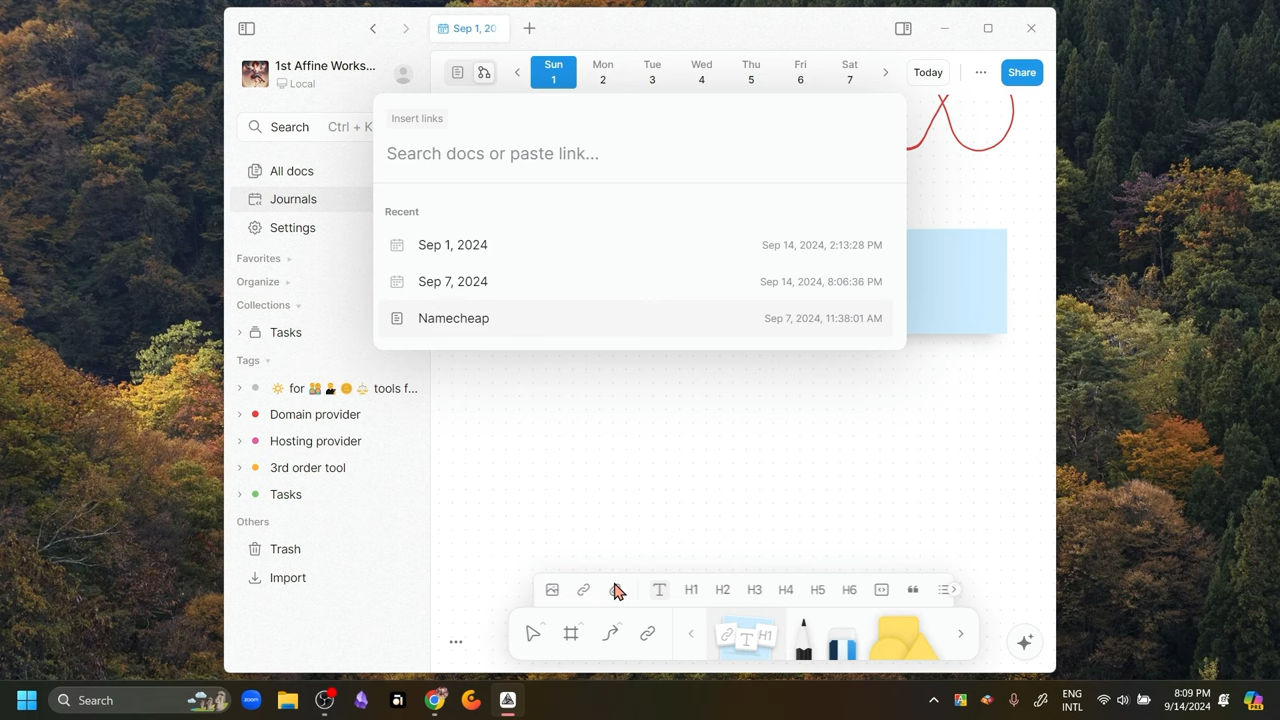 Sep 1, 20
1st Affine Works...
Local
Sun
1
Mon
2
Tue
3
Wed
4
Thu
5
Fri
6
Sat
7
Today
Share
Search Ctrl + K
Insert links
Search docs or paste link...
All docs
Journals
Settings
Recent
Sep 1, 2024 Sep 14, 2024, 2:13:28 PM
Sep 7, 2024 Sep 14, 2024, 8:06:36 PM
Namecheap Sep 7, 2024, 11:38:01 AM
Favorites
Organize
Collections
Tasks
Tags
for tools f...
Domain provider
Hosting provider
3rd order tool
Tasks
Others
Trash
Import
T H1 H2 H3 H4 H5 H6
T H1
Search
zoom
ENG
INTL
8:09 PM
9/14/2024